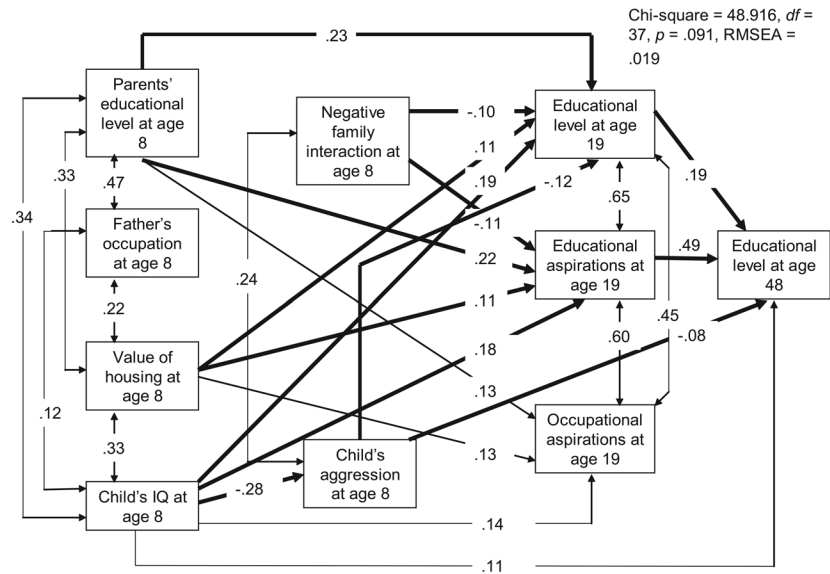 Chi-square = 48.916, df =
37, p = .091, RMSEA =
.019
.23
Parents'
educational
level at age
8
Negative
family
interaction at
age 8
Educational
level at age
19
-.10
.11
.19
-.12
.33
.47
.34
.19
.65
Father's
occupation
at age 8
-.11
.22
Educational
aspirations at
age 19
.49
Educational
level at age
48
.24
.22
.11
.45
.60
-.08
Value of
housing at
age 8
.18
.12
.13
.33
Occupational
aspirations at
age 19
.13
Child's
aggression
at age 8
Child's IQ at
age 8
-.28
.14
.11